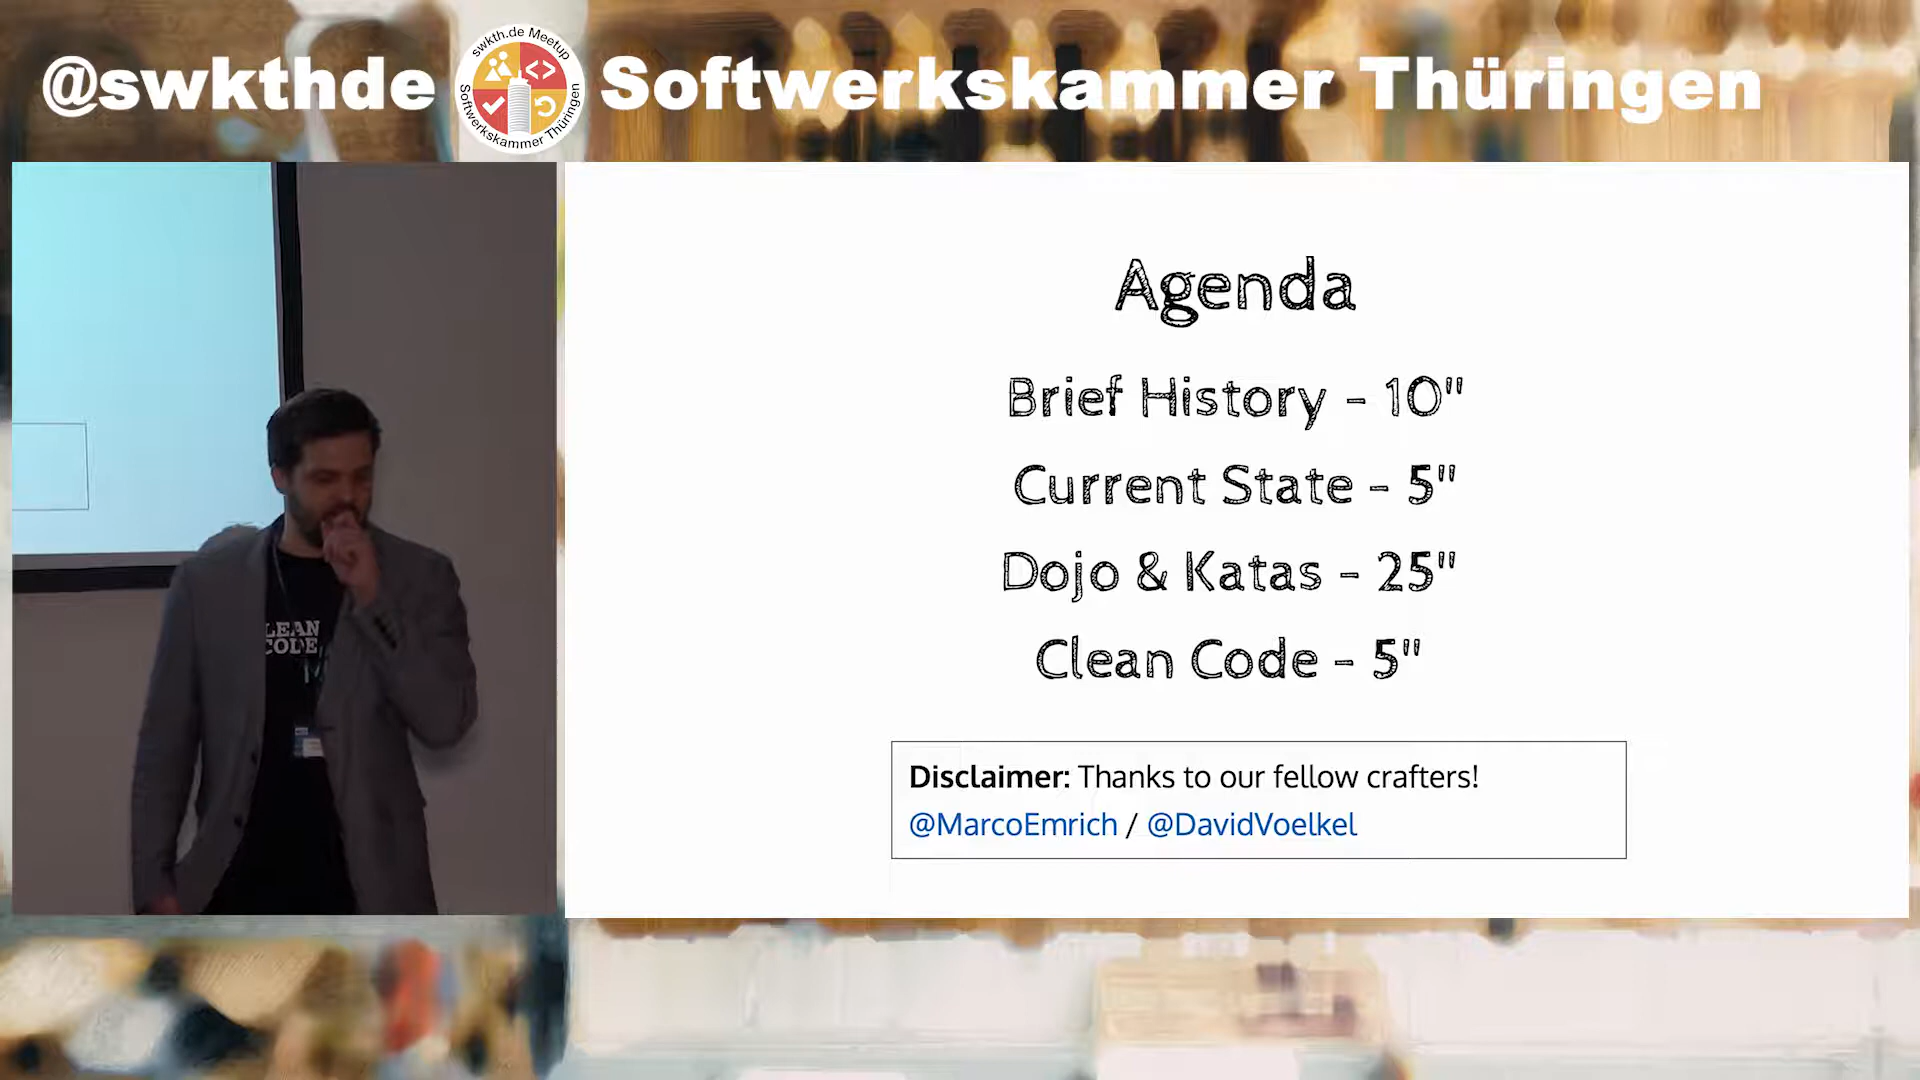 @swkthde
swkth.de Meetup
Softwerkskammer Thüringen
Softwerkskammer Thüringen
Agenda
Brief History - 10"
Current State - 5"
Dojo & Katas - 25"
Clean Code - 5"
LEAN
CODE
Disclaimer: Thanks to our fellow crafters!
@MarcoEmrich / @DavidVoelkel